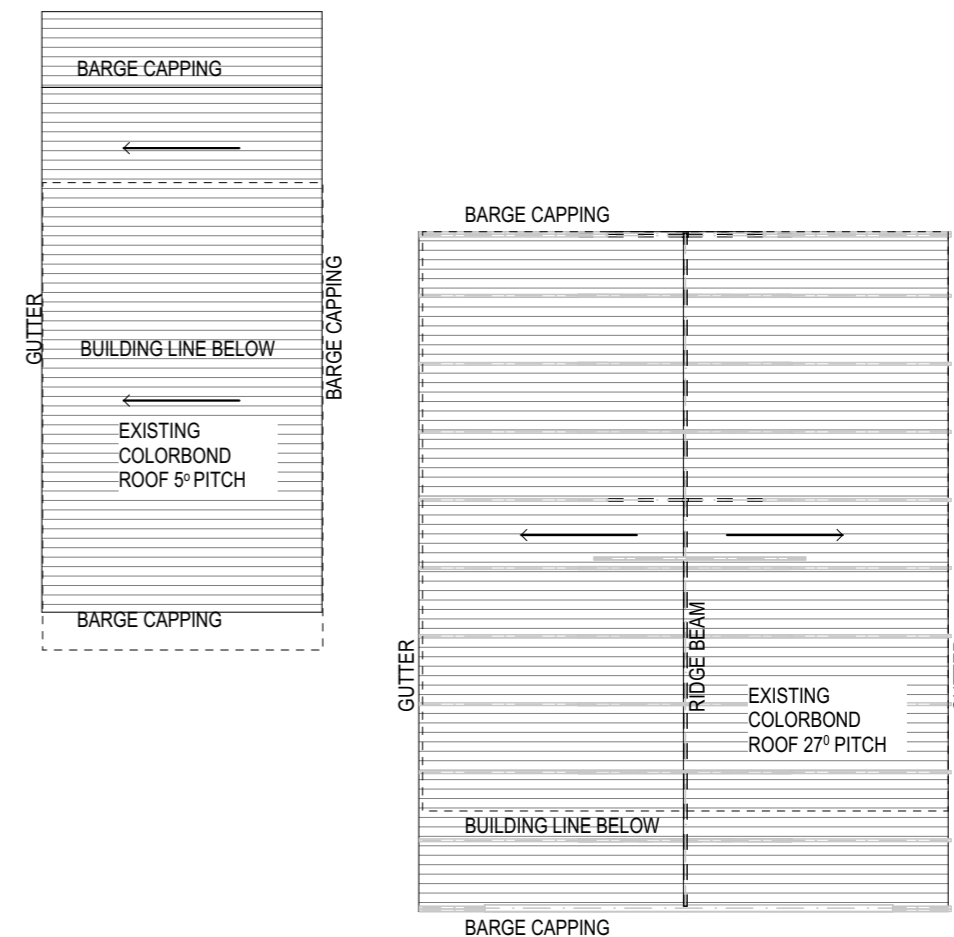 BARGE CAPPING
GUTTER
BARGE CAPPING
BUILDING LINE BELOW
EXISTING
COLORBOND
ROOF 5º PITCH
BARGE CAPPING
BARGE CAPPING
GUTTER
RIDGE BEAM
EXISTING
COLORBOND
ROOF 27⁰ PITCH
BUILDING LINE BELOW
BARGE CAPPING